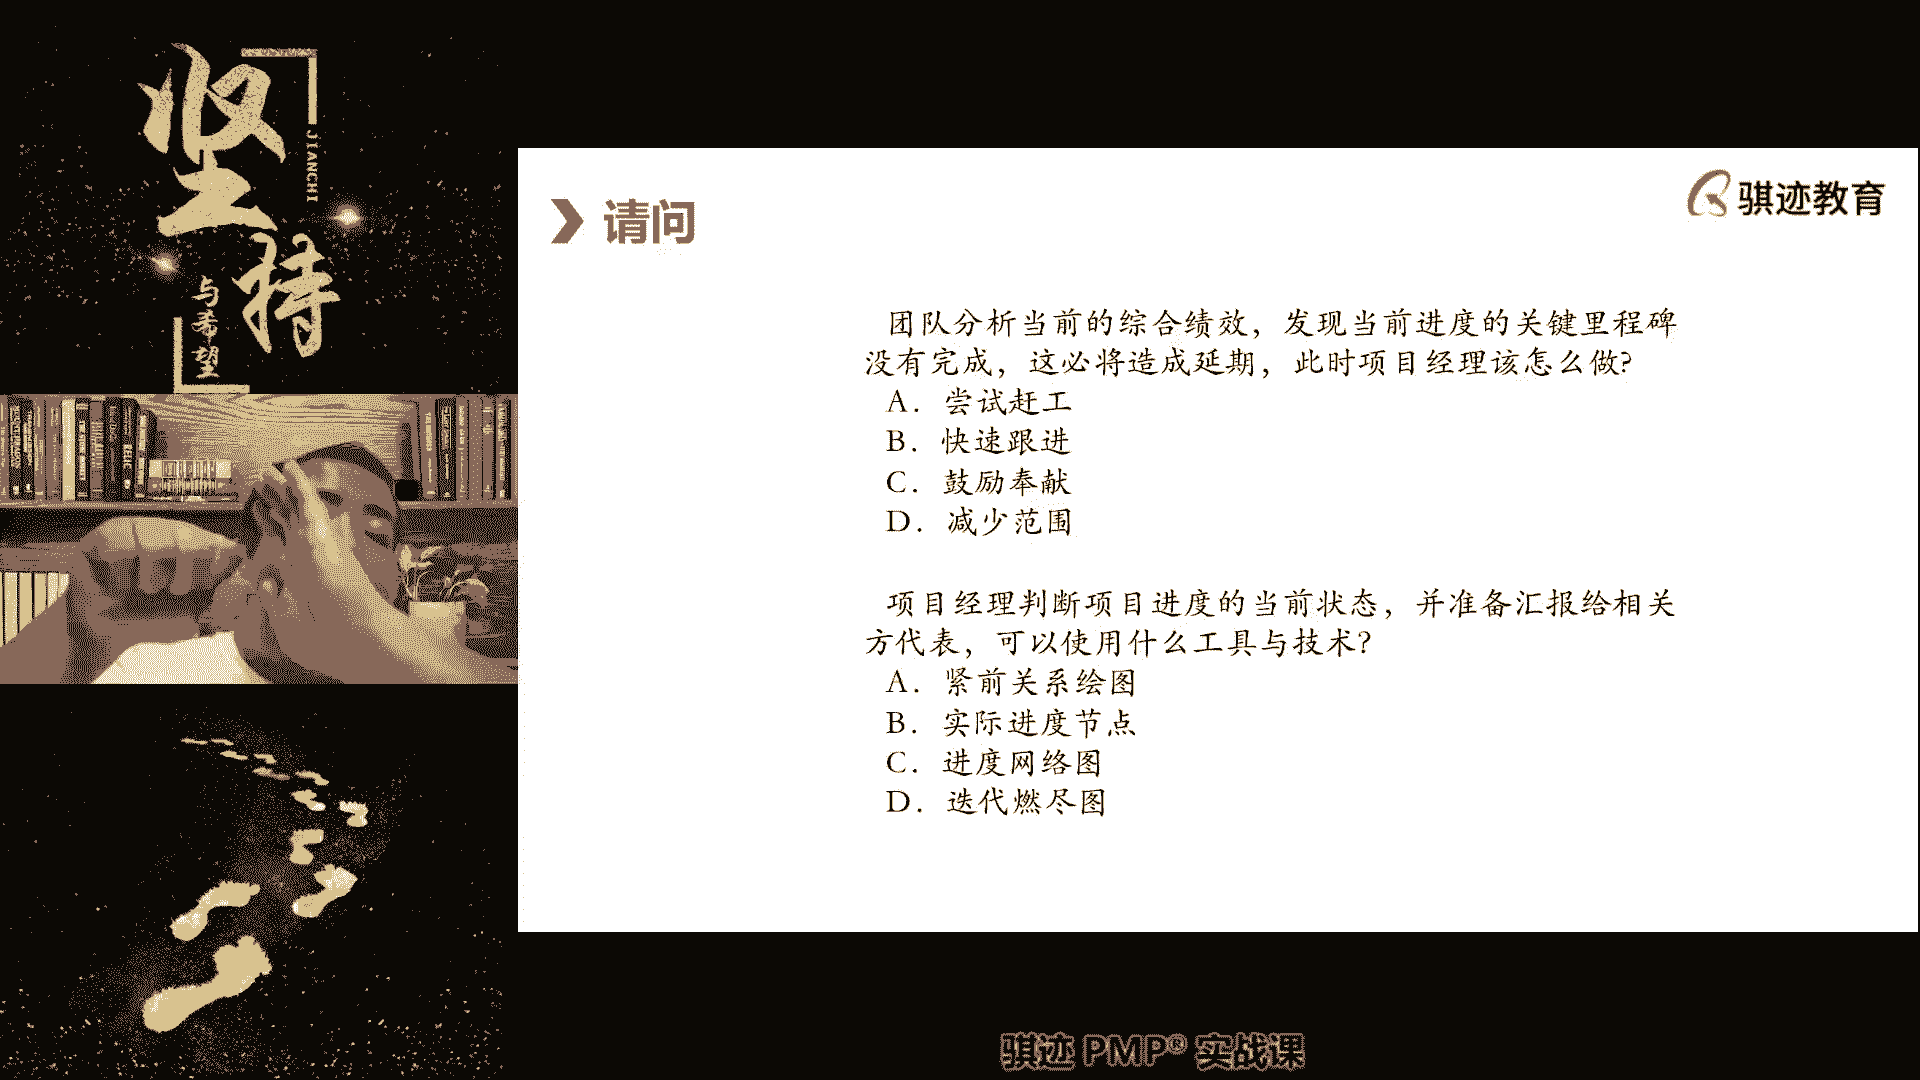 坚持
JIANCHI
与希望
请问
骐迹教育
团队分析当前的综合绩效，发现当前进度的关键里程碑
没有完成，这必将造成延期，此时项目经理该怎么做？
A．尝试赶工
B．快速跟进
C．鼓励奉献
D．减少范围
项目经理判断项目进度的当前状态，并准备汇报给相关
方代表，可以使用什么工具与技术？
A．紧前关系绘图
B．实际进度节点
C．进度网络图
D．迭代燃尽图
骐迹 PMP® 实战课